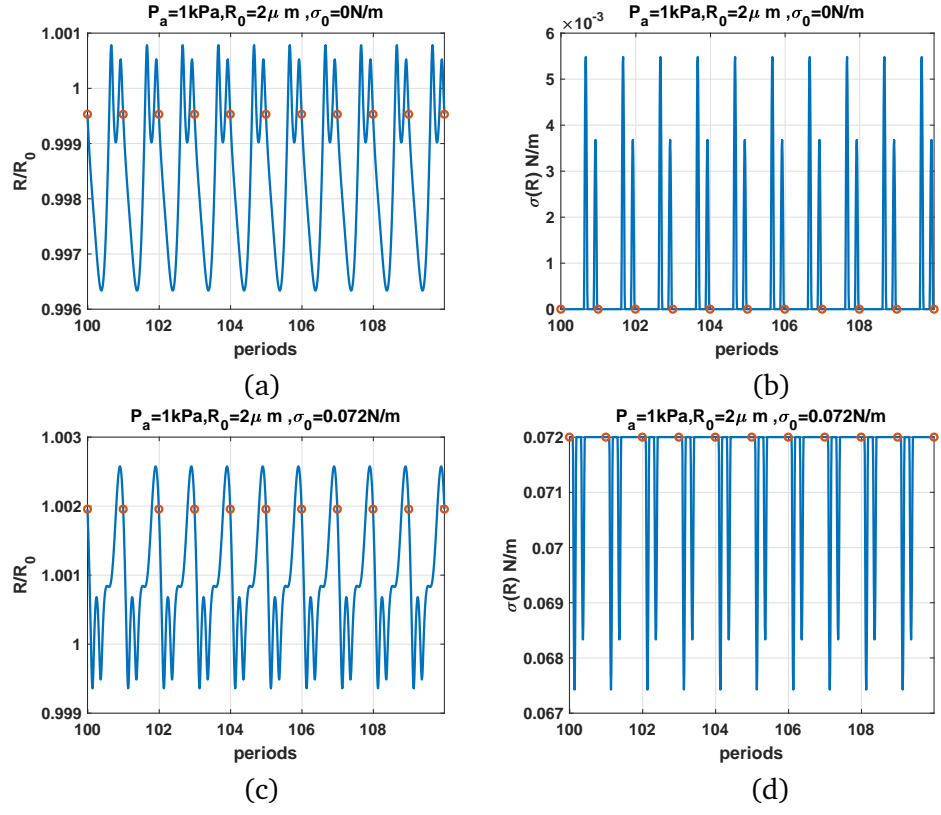 P_a=1kPa,R_0=2μ m ,σ_0=0N/m
1.001
1
0.999
0.998
0.997
0.996
R/R_0
100 102 104 106 108
periods
(a)
P_a=1kPa,R_0=2μ m ,σ_0=0N/m
×10^-3
6
5
4
3
2
1
0
σ(R) N/m
100 102 104 106 108
periods
(b)
P_a=1kPa,R_0=2μ m ,σ_0=0.072N/m
1.003
1.002
1.001
1
0.999
R/R_0
100 102 104 106 108
periods
(c)
P_a=1kPa,R_0=2μ m ,σ_0=0.072N/m
0.072
0.071
0.07
0.069
0.068
0.067
σ(R) N/m
100 102 104 106 108
periods
(d)